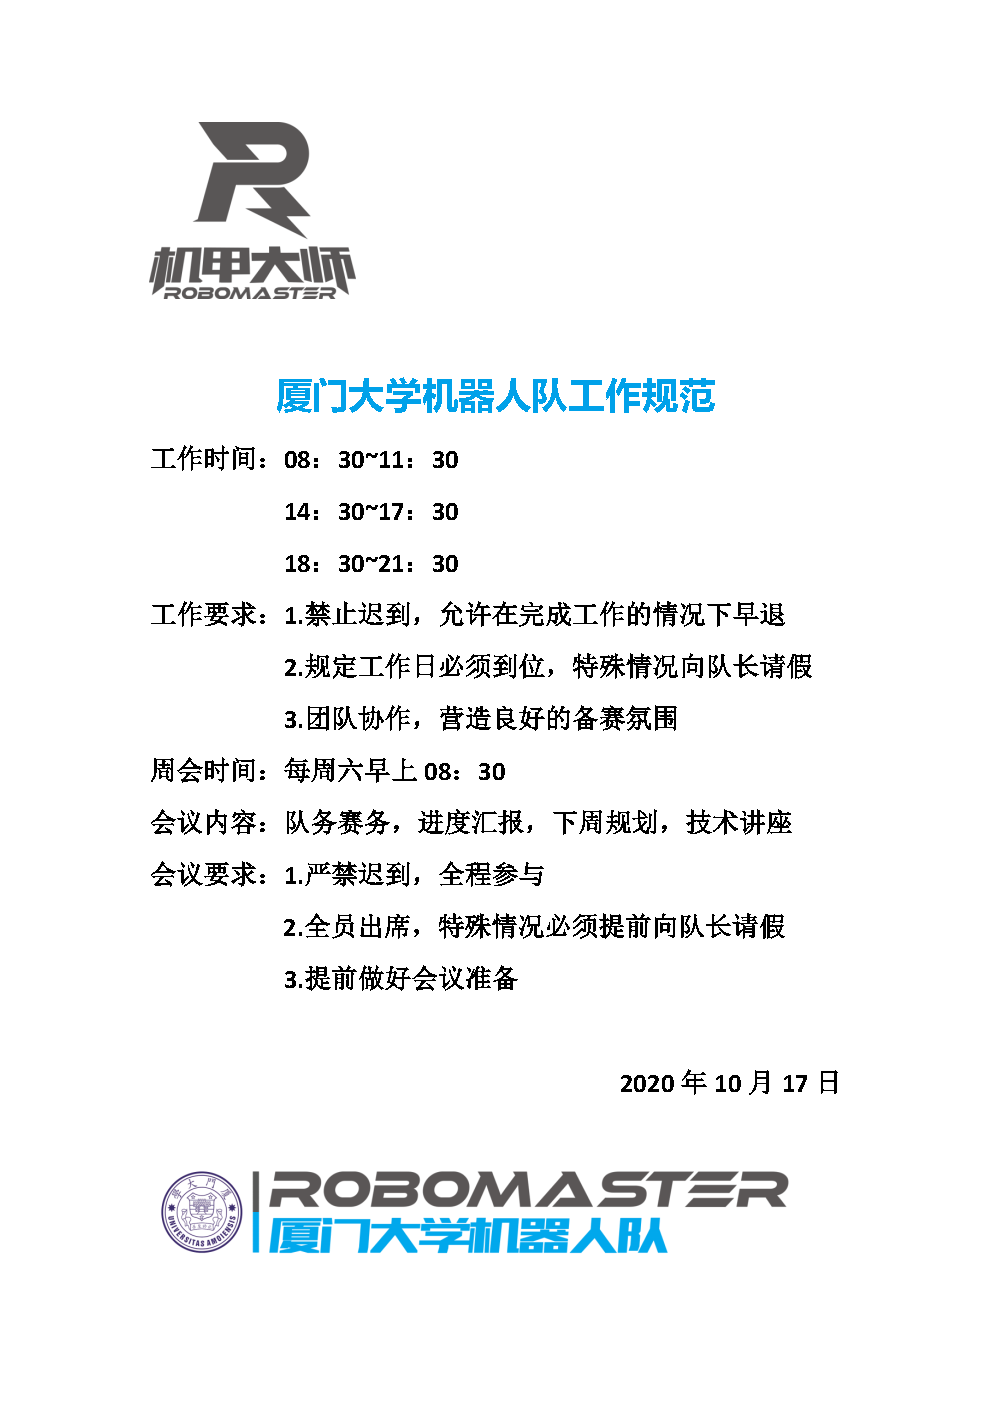 机甲大师
ROBOMASTER
厦门大学机器人队工作规范
工作时间：08：30~11：30
14：30~17：30
18：30~21：30
工作要求：1.禁止迟到，允许在完成工作的情况下早退
2.规定工作日必须到位，特殊情况向队长请假
3.团队协作，营造良好的备赛氛围
周会时间：每周六早上 08：30
会议内容：队务赛务，进度汇报，下周规划，技术讲座
会议要求：1.严禁迟到，全程参与
2.全员出席，特殊情况必须提前向队长请假
3.提前做好会议准备
2020 年 10 月 17 日
學大門廈
UNIVERSITAS AMOIENSIS
ROBOMASTER
厦门大学机器人队